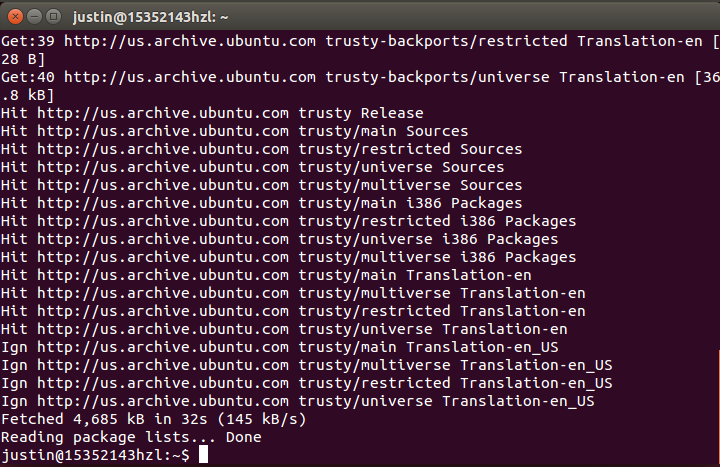 justin@15352143hzl: ~
Get:39 http://us.archive.ubuntu.com trusty-backports/restricted Translation-en [
28 B]
Get:40 http://us.archive.ubuntu.com trusty-backports/universe Translation-en [36
.8 kB]
Hit http://us.archive.ubuntu.com trusty Release
Hit http://us.archive.ubuntu.com trusty/main Sources
Hit http://us.archive.ubuntu.com trusty/restricted Sources
Hit http://us.archive.ubuntu.com trusty/universe Sources
Hit http://us.archive.ubuntu.com trusty/multiverse Sources
Hit http://us.archive.ubuntu.com trusty/main i386 Packages
Hit http://us.archive.ubuntu.com trusty/restricted i386 Packages
Hit http://us.archive.ubuntu.com trusty/universe i386 Packages
Hit http://us.archive.ubuntu.com trusty/multiverse i386 Packages
Hit http://us.archive.ubuntu.com trusty/main Translation-en
Hit http://us.archive.ubuntu.com trusty/multiverse Translation-en
Hit http://us.archive.ubuntu.com trusty/restricted Translation-en
Hit http://us.archive.ubuntu.com trusty/universe Translation-en
Ign http://us.archive.ubuntu.com trusty/main Translation-en_US
Ign http://us.archive.ubuntu.com trusty/multiverse Translation-en_US
Ign http://us.archive.ubuntu.com trusty/restricted Translation-en_US
Ign http://us.archive.ubuntu.com trusty/universe Translation-en_US
Fetched 4,685 kB in 32s (145 kB/s)
Reading package lists... Done
justin@15352143hzl:~$